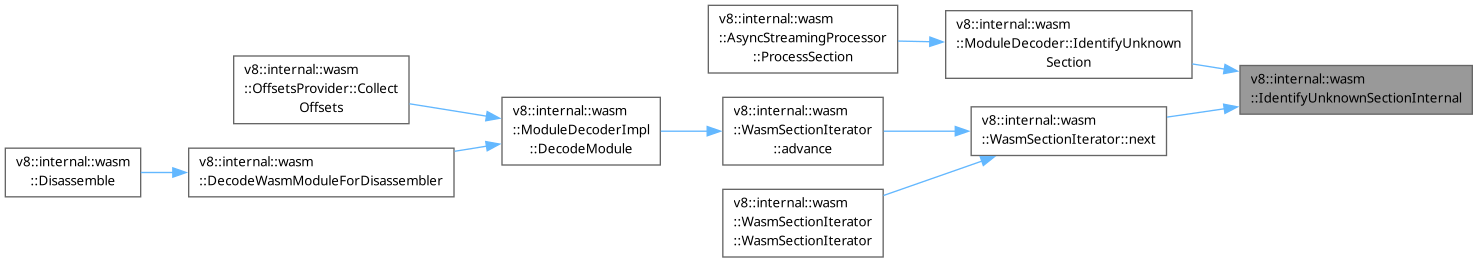 v8::internal::wasm
::AsyncStreamingProcessor
::ProcessSection
v8::internal::wasm
::ModuleDecoder::IdentifyUnknown
Section
v8::internal::wasm
::IdentifyUnknownSectionInternal
v8::internal::wasm
::OffsetsProvider::Collect
Offsets
v8::internal::wasm
::ModuleDecoderImpl
::DecodeModule
v8::internal::wasm
::WasmSectionIterator
::advance
v8::internal::wasm
::WasmSectionIterator::next
v8::internal::wasm
::Disassemble
v8::internal::wasm
::DecodeWasmModuleForDisassembler
v8::internal::wasm
::WasmSectionIterator
::WasmSectionIterator